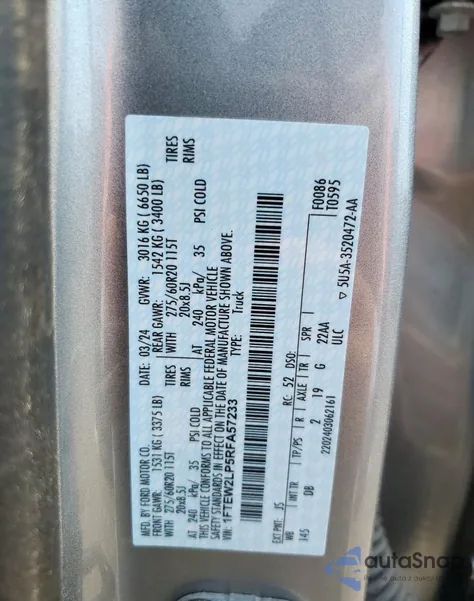 MFD. BY FORD MOTOR CO.
DATE: 03/24 GVWR: 3016 KG ( 6650 LB)
FRONT GAWR: 1531 KG ( 3375 LB) REAR GAWR: 1542 KG ( 3400 LB)
WITH 275/60R20 115T TIRES WITH 275/60R20 115T TIRES
20x8.5J RIMS 20x8.5J RIMS
AT 240 kPa/ 35 PSI COLD AT 240 kPa/ 35 PSI COLD
THIS VEHICLE CONFORMS TO ALL APPLICABLE FEDERAL MOTOR VEHICLE
SAFETY STANDARDS IN EFFECT ON THE DATE OF MANUFACTURE SHOWN ABOVE.
VIN: 1FTEW2LP5RFA57233 TYPE: Truck
F0086
T0595
EXT PNT: JS RC: 52 DSO:
WB INT TR TP/PS R AXLE TR SPR
145 DB 2 19 G 22AA
2202403062161 ULC
▽ 5U5A-3520472-AA
autaSnap